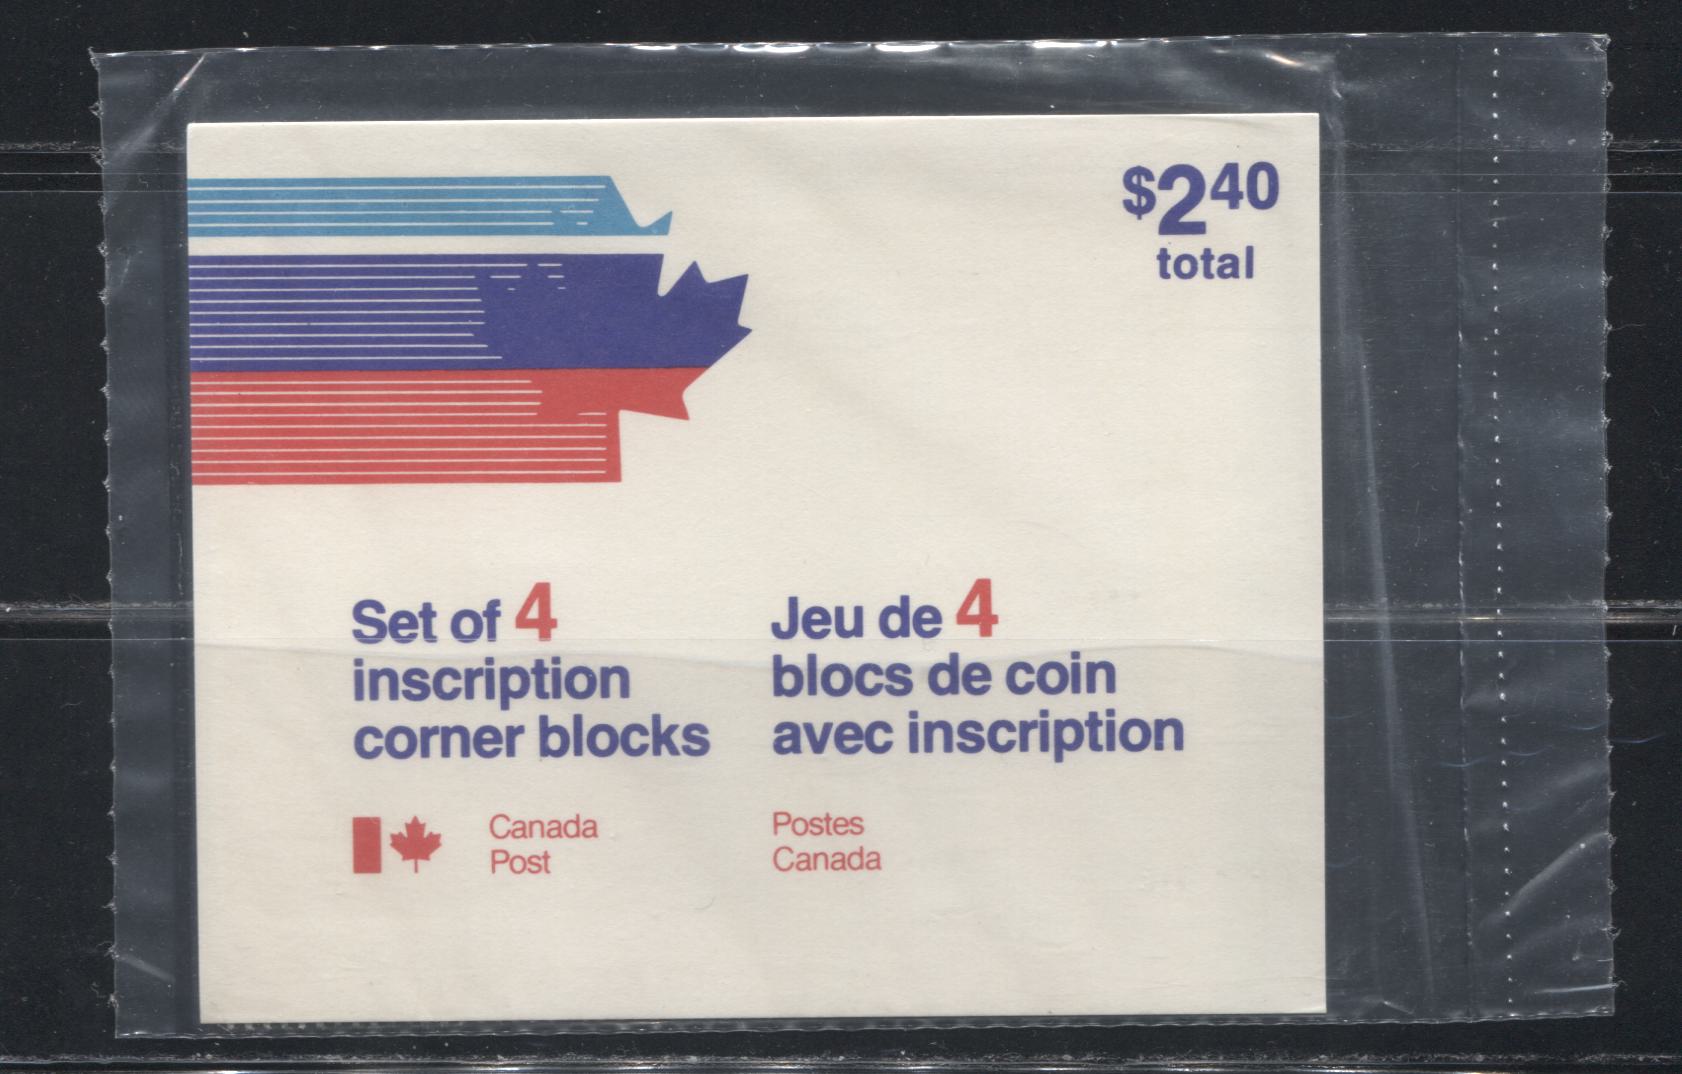 $2.40
total
Set of 4
inscription
corner blocks
Jeu de 4
blocs de coin
avec inscription
Canada
Post
Postes
Canada